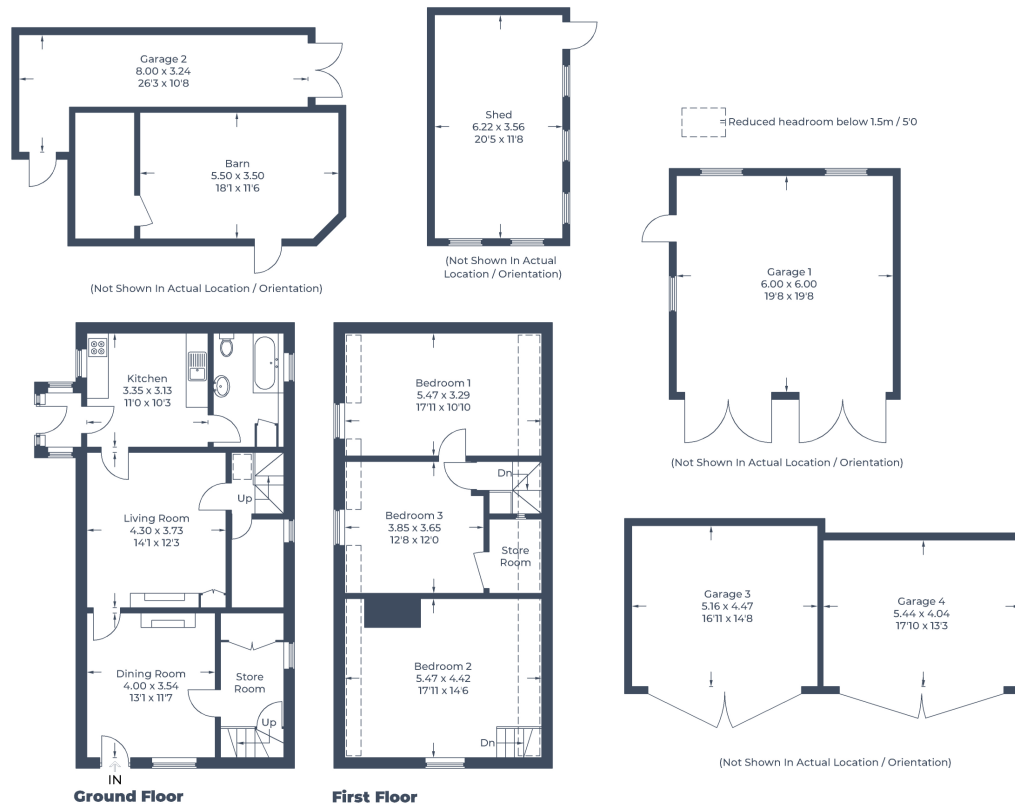 Garage 2
8.00 x 3.24
26'3 x 10'8
Barn
5.50 x 3.50
18'1 x 11'6
(Not Shown In Actual Location / Orientation)
Shed
6.22 x 3.56
20'5 x 11'8
(Not Shown In Actual
Location / Orientation)
Reduced headroom below 1.5m / 5'0
Garage 1
6.00 x 6.00
19'8 x 19'8
(Not Shown In Actual Location / Orientation)
Kitchen
3.35 x 3.13
11'0 x 10'3
Up
Living Room
4.30 x 3.73
14'1 x 12'3
Dining Room
4.00 x 3.54
13'1 x 11'7
Store
Room
Up
IN
Ground Floor
Bedroom 1
5.47 x 3.29
17'11 x 10'10
Dn
Bedroom 3
3.85 x 3.65
12'8 x 12'0
Store
Room
Bedroom 2
5.47 x 4.42
17'11 x 14'6
Dn
First Floor
Garage 3
5.16 x 4.47
16'11 x 14'8
Garage 4
5.44 x 4.04
17'10 x 13'3
(Not Shown In Actual Location / Orientation)